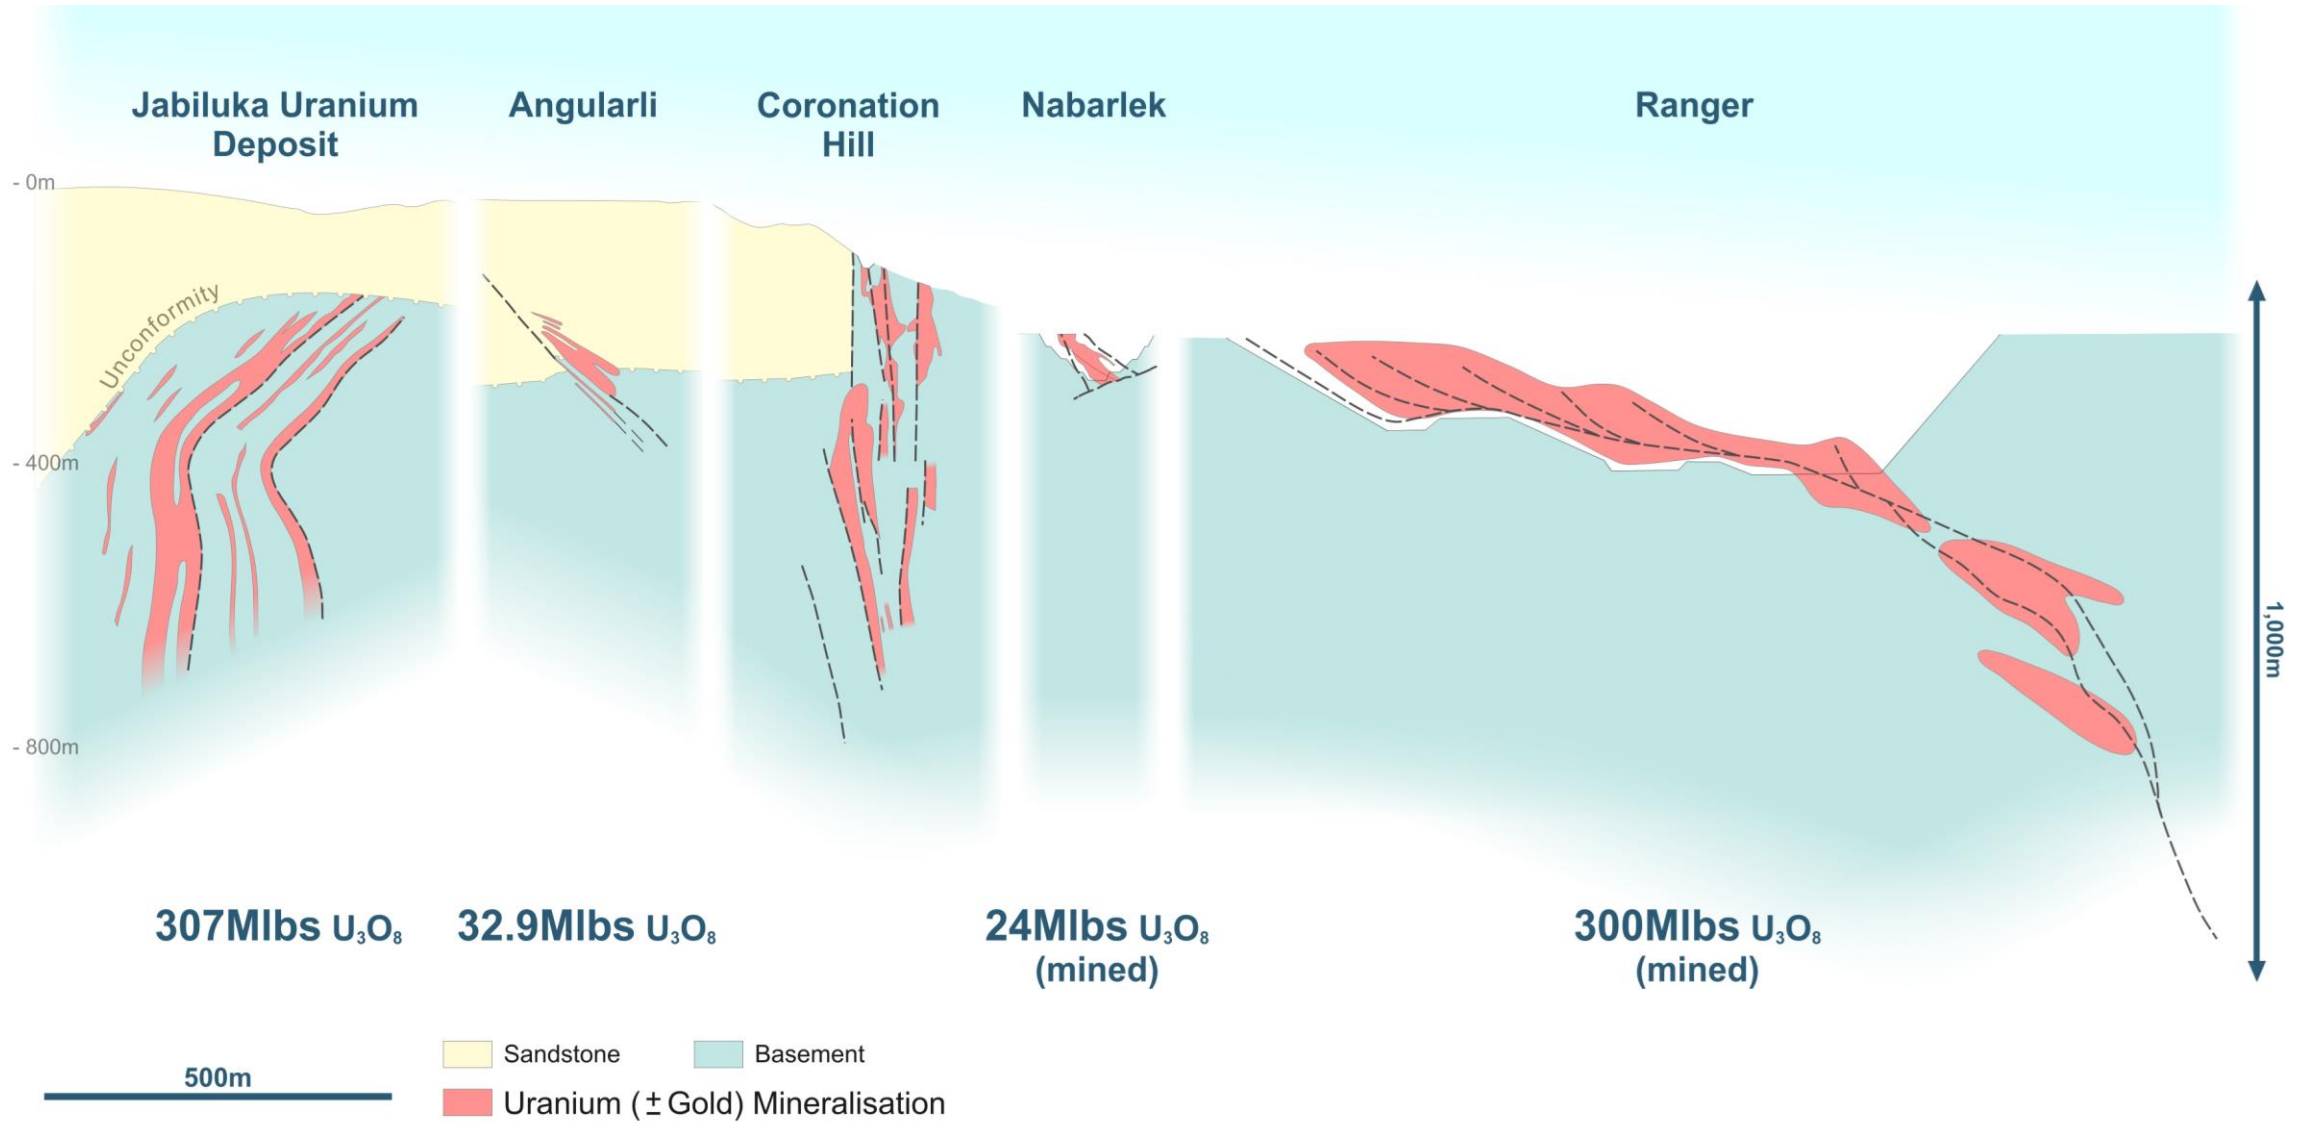 Jabiluka Uranium
Deposit
Angularli
Coronation
Hill
Nabarlek
Ranger
- 0m
Unconformity
- 400m
- 800m
1,000m
307Mlbs U₃O₈
32.9Mlbs U₃O₈
24Mlbs U₃O₈
(mined)
300Mlbs U₃O₈
(mined)
500m
Sandstone
Basement
Uranium (± Gold) Mineralisation